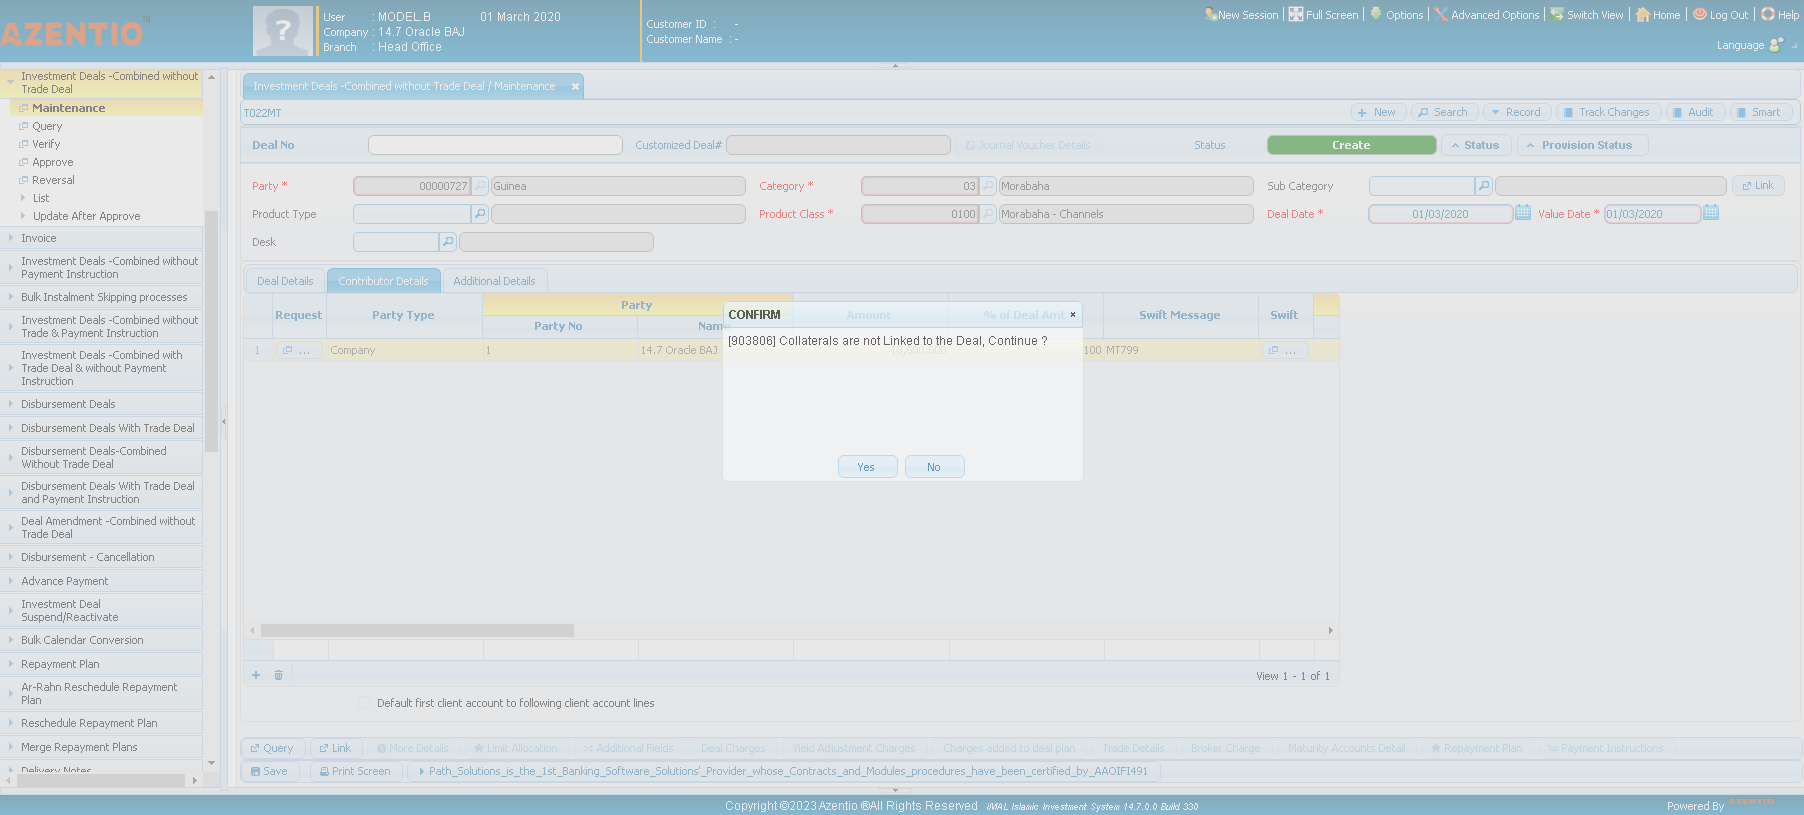 AZENTIO™
User : MODEL.B 01 March 2020
Company : 14.7 Oracle BAJ
Branch : Head Office
Customer ID : -
Customer Name : -
New Session Full Screen Options Advanced Options Switch View Home Log Out Help
Language
Investment Deals -Combined without Trade Deal / Maintenance
T022MT
New Search Record Track Changes Audit Smart
Deal No Customized Deal# Journal Voucher Details Status Create Status Provision Status
Party * 00000727 Guinea Category * 03 Morabaha Sub Category Link
Product Type Product Class * 0100 Morabaha - Channels Deal Date * 01/03/2020 Value Date * 01/03/2020
Desk
Deal Details Contributor Details Additional Details
Request Party Type Party Amount % of Deal Amt Swift Message Swift
Party No Name
1 ... Company 1 14.7 Oracle BAJ 100 MT799 ...
CONFIRM
[903806] Collaterals are not Linked to the Deal, Continue ?
Yes No
View 1 - 1 of 1
Default first client account to following client account lines
Query Link More Details Limit Allocation Additional Fields Deal Charges Yield Adjustment Charges Charges added to deal plan Trade Details Broker Charge Maturity Accounts Detail Repayment Plan Payment Instructions
Save Print Screen Path_Solutions_is_the_1st_Banking_Software_Solutions'_Provider_whose_Contracts_and_Modules_procedures_have_been_certified_by_AAOIFI491
Investment Deals -Combined without
Trade Deal
Maintenance
Query
Verify
Approve
Reversal
List
Update After Approve
Invoice
Investment Deals -Combined without
Payment Instruction
Bulk Instalment Skipping processes
Investment Deals -Combined without
Trade & Payment Instruction
Investment Deals -Combined with
Trade Deal & without Payment
Instruction
Disbursement Deals
Disbursement Deals With Trade Deal
Disbursement Deals-Combined
Without Trade Deal
Disbursement Deals With Trade Deal
and Payment Instruction
Deal Amendment -Combined without
Trade Deal
Disbursement - Cancellation
Advance Payment
Investment Deal
Suspend/Reactivate
Bulk Calendar Conversion
Repayment Plan
Ar-Rahn Reschedule Repayment
Plan
Reschedule Repayment Plan
Merge Repayment Plans
Delivery Notes
Copyright ©2023 Azentio ®All Rights Reserved iMAL Islamic Investment System 14.7.0.0 Build 330
Powered By AZENTIO